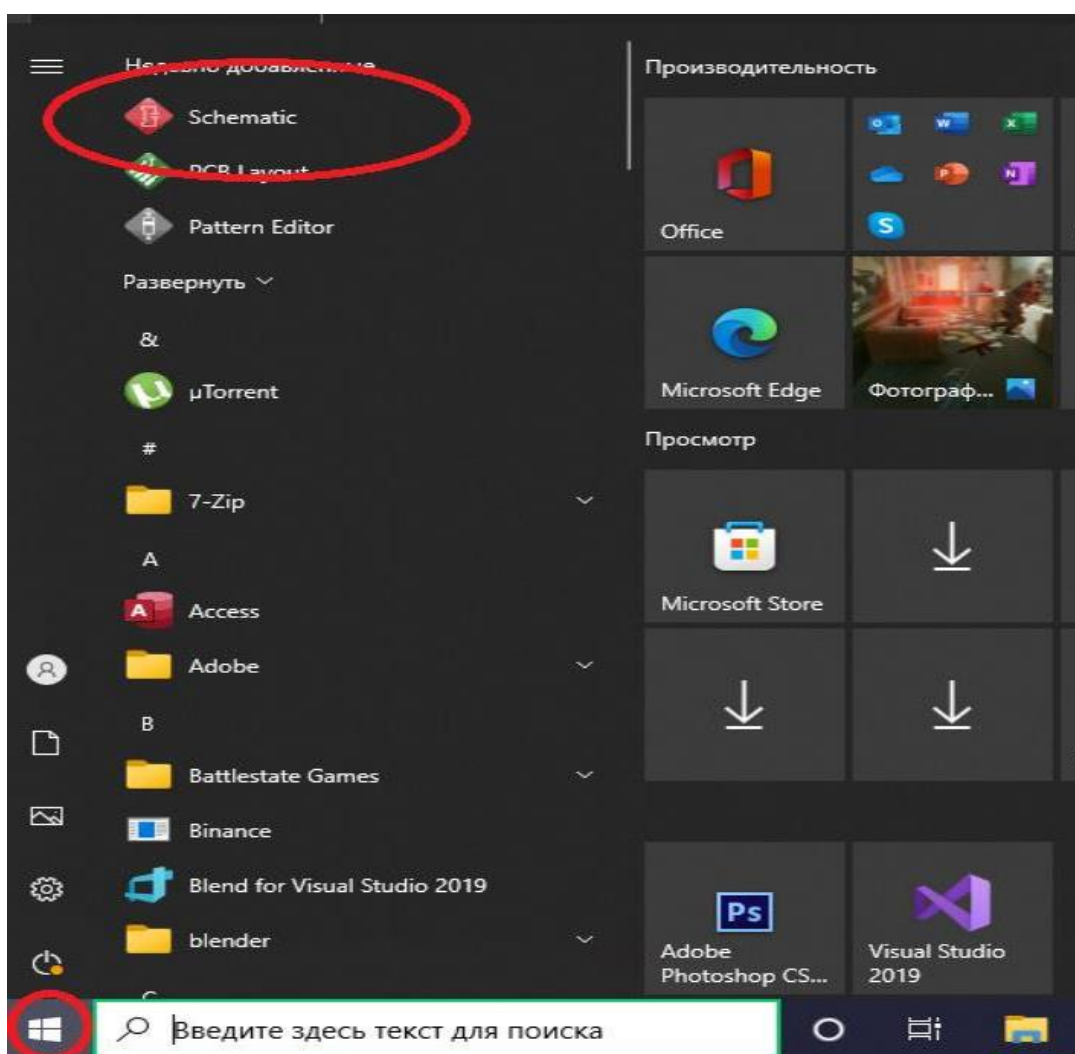 Недавно добавленные
Schematic
PCB Layout
Pattern Editor
Развернуть
&
µTorrent
#
7-Zip
A
Access
Adobe
B
Battlestate Games
Binance
Blend for Visual Studio 2019
blender
C
Производительность
Office
Microsoft Edge
Фотограф...
Просмотр
Microsoft Store
Ps
Adobe
Photoshop CS...
Visual Studio
2019
Введите здесь текст для поиска